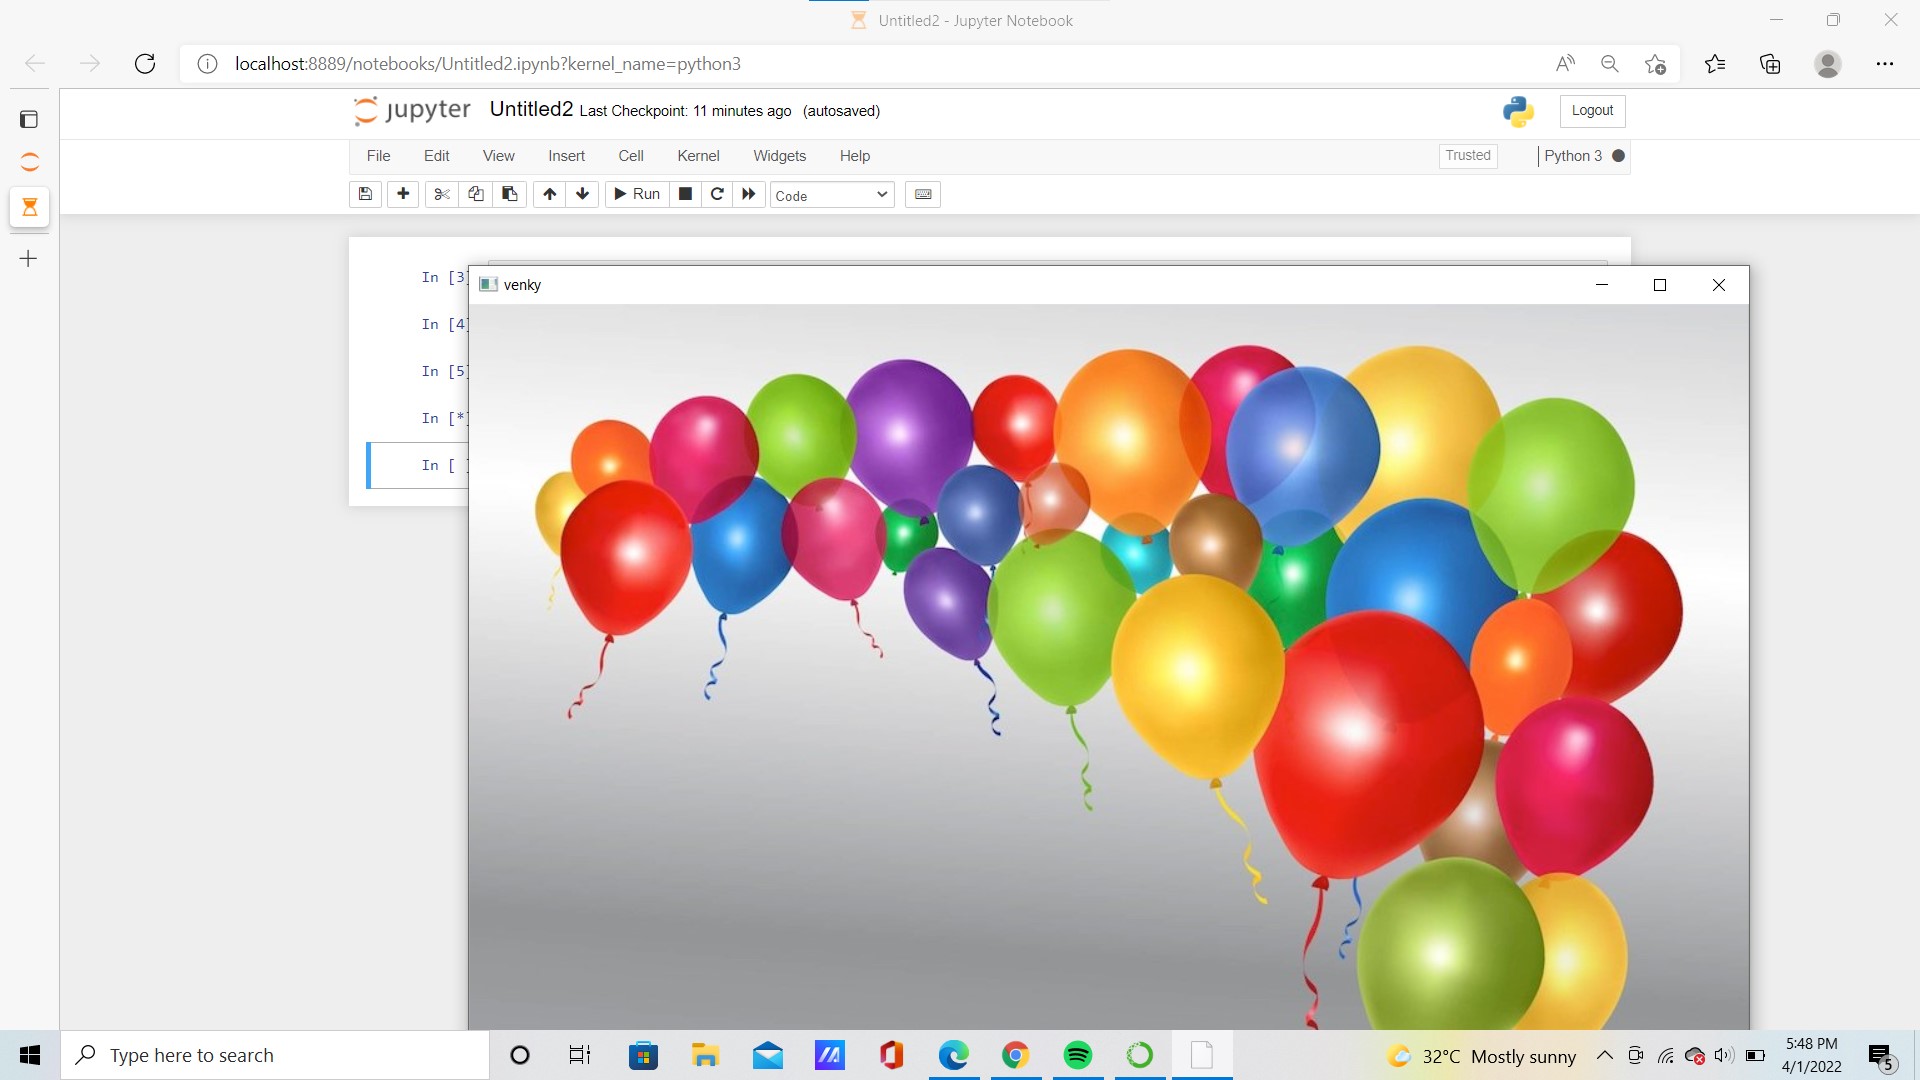 Untitled2 - Jupyter Notebook
localhost:8889/notebooks/Untitled2.ipynb?kernel_name=python3
jupyter Untitled2 Last Checkpoint: 11 minutes ago (autosaved) Logout
File Edit View Insert Cell Kernel Widgets Help Trusted Python 3
Run Code
In [3]
In [4]
In [5]
In [*]
In [
venky
Type here to search
32°C Mostly sunny
5:48 PM
4/1/2022
5